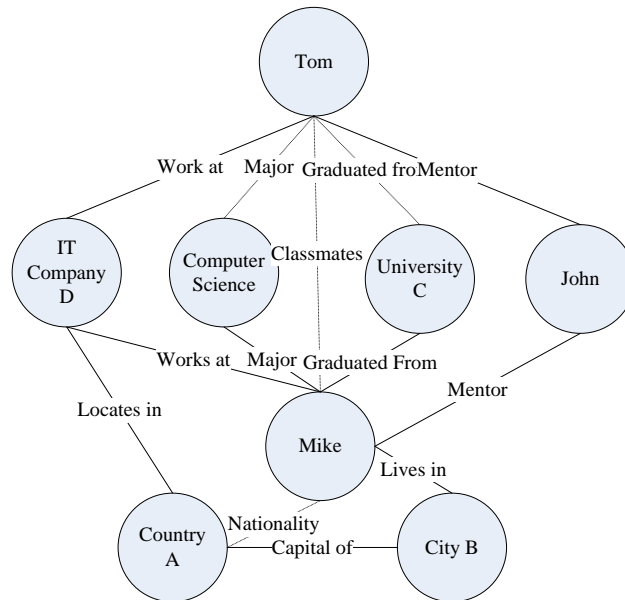 Tom
Work at
Major
Graduated fro
Mentor
IT
Company
D
Computer
Science
Classmates
University
C
John
Works at
Major
Graduated From
Mentor
Locates in
Mike
Lives in
Country
A
Nationality
Capital of
City B